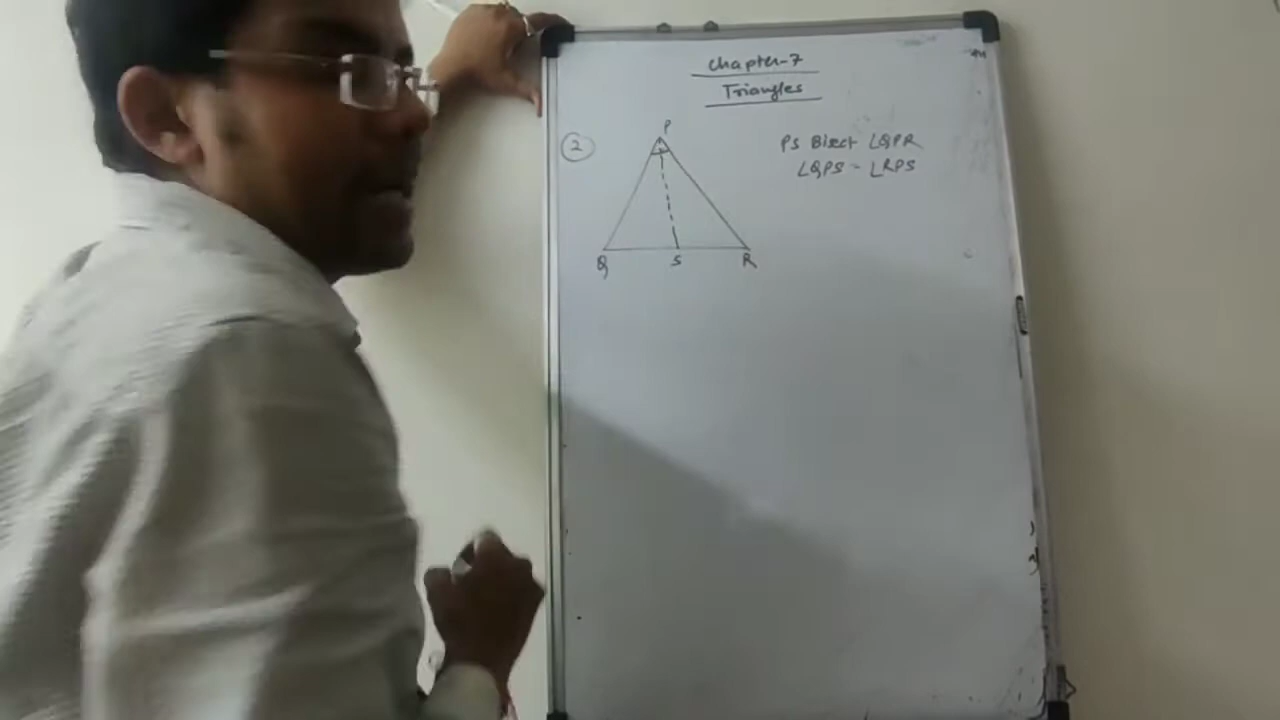 Chapter-7
Triangles
2
P
PS Bisect ∠QPR
∠QPS = ∠RPS
Q
S
R